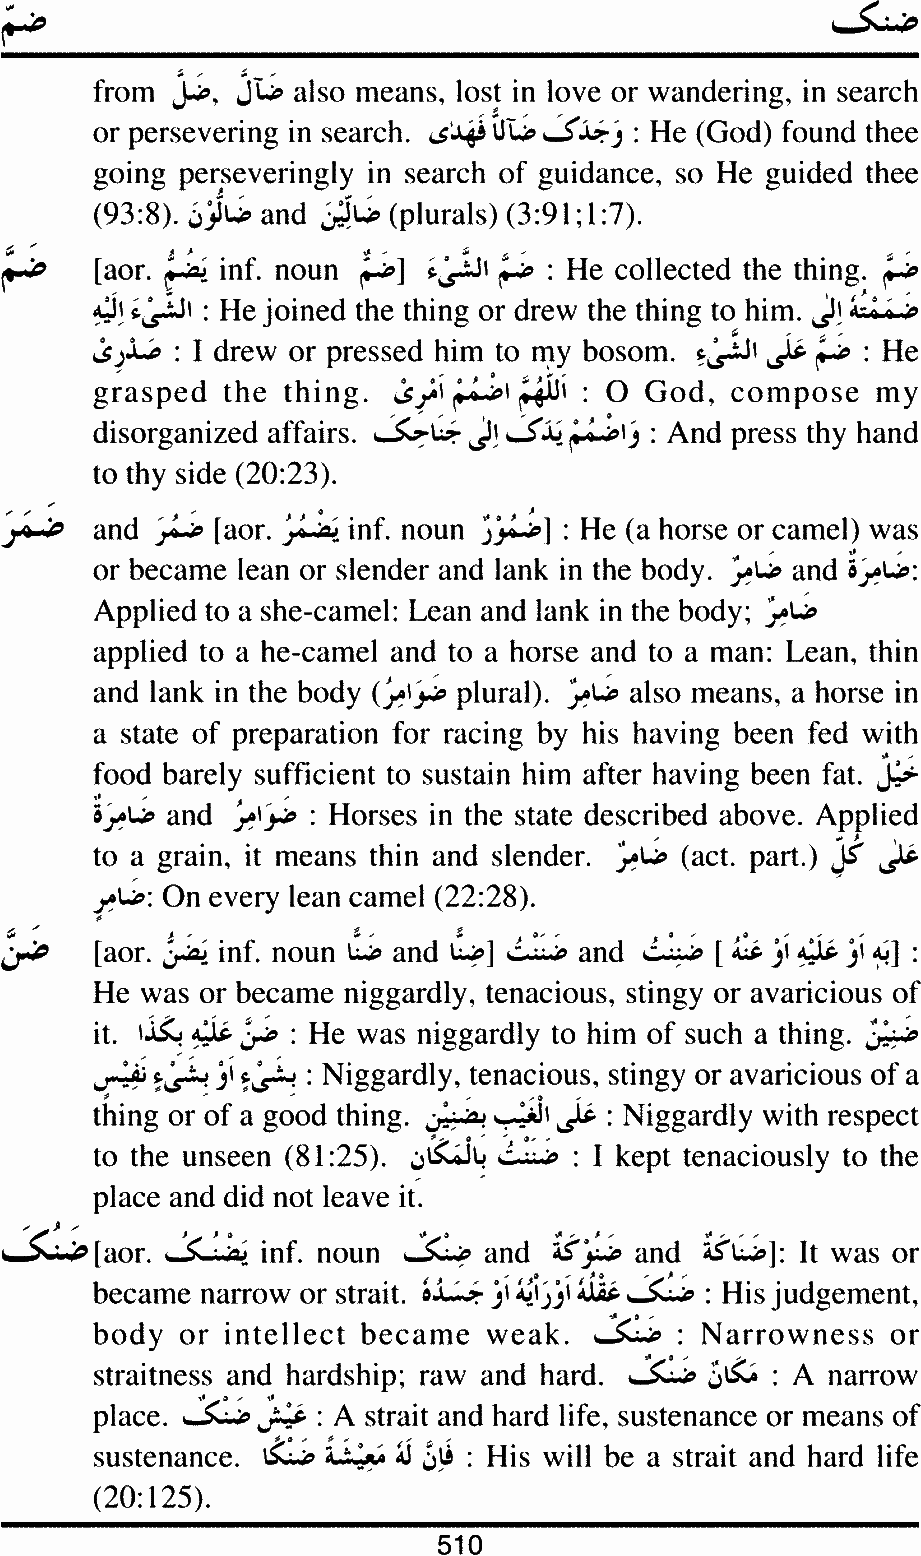 ضمّ ضنک
from ضَلَّ, ضَآلٌّ also means, lost in love or wandering, in search
or persevering in search. وَجَدَکَ ضَآلًّا فَھَدٰی : He (God) found thee
going perseveringly in search of guidance, so He guided thee
(93:8). ضَالُّوْنَ and ضَالِّیْنَ (plurals) (3:91;1:7).
ضَمَّ [aor. یَضُمُّ inf. noun ضَمٌّ] ضَمَّ الشَّیْءَ : He collected the thing. ضَمَّ
الشَّیْءَ اِلَیْہِ : He joined the thing or drew the thing to him. ضَمَمْتُہٗ اِلٰی
صَدْرِیْ : I drew or pressed him to my bosom. ضَمَّ عَلَی الشَّیْءِ : He
grasped the thing. اَللّٰھُمَّ اضْمُمْ اَمْرِیْ : O God, compose my
disorganized affairs. وَاضْمُمْ یَدَکَ اِلٰی جَنَاحِکَ : And press thy hand
to thy side (20:23).
ضَمَرَ and ضَمُرَ [aor. یَضْمُرُ inf. noun ضُمُوْرٌ] : He (a horse or camel) was
or became lean or slender and lank in the body. ضَامِرٌ and ضَامِرَةٌ:
Applied to a she-camel: Lean and lank in the body; ضَامِرٌ
applied to a he-camel and to a horse and to a man: Lean, thin
and lank in the body (ضَوَامِرُ plural). ضَامِرٌ also means, a horse in
a state of preparation for racing by his having been fed with
food barely sufficient to sustain him after having been fat. خَیْلٌ
ضَامِرَةٌ and ضَوَامِرُ : Horses in the state described above. Applied
to a grain, it means thin and slender. ضَامِرٌ (act. part.) عَلٰی کُلِّ
ضَامِرٍ: On every lean camel (22:28).
ضَنَّ [aor. یَضَنُّ inf. noun ضَنًّا and ضِنًّا] ضَنَنْتُ and ضَنِنْتُ [بِہٖ اَوْ عَلَیْہِ اَوْ عَنْہُ] :
He was or became niggardly, tenacious, stingy or avaricious of
it. ضَنَّ عَلَیْہِ بِکَذَا : He was niggardly to him of such a thing. ضَنِیْنٌ
بِشَیْءٍ اَوْ بِشَیْءٍ نَفِیْسٍ : Niggardly, tenacious, stingy or avaricious of a
thing or of a good thing. عَلَی الْغَیْبِ بِضَنِیْنٍ : Niggardly with respect
to the unseen (81:25). ضَنَنْتُ بِالْمَکَانِ : I kept tenaciously to the
place and did not leave it.
ضَنُکَ [aor. یَضْنُکُ inf. noun ضَنْکٌ and ضُنُوْکَةٌ and ضَنَاکَةٌ]: It was or
became narrow or strait. ضَنُکَ عَقْلُہٗ اَوْرَاْیُہٗ اَوْ جَسَدُہٗ : His judgement,
body or intellect became weak. ضَنْکٌ : Narrowness or
straitness and hardship; raw and hard. مَکَانٌ ضَنْکٌ : A narrow
place. عَیْشٌ ضَنْکٌ : A strait and hard life, sustenance or means of
sustenance. فَاِنَّ لَہٗ مَعِیْشَةً ضَنْکًا : His will be a strait and hard life
(20:125).
510